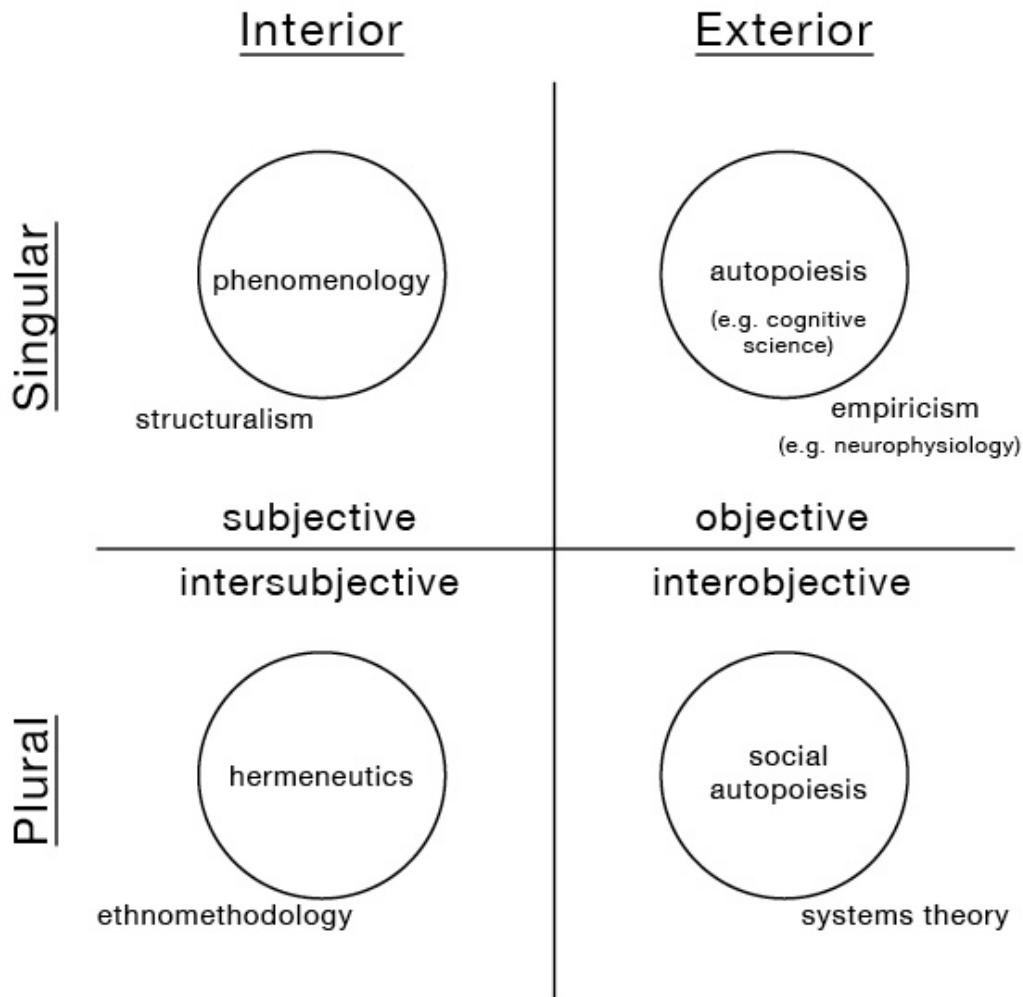 Interior
Exterior
Singular
phenomenology
structuralism
autopoiesis
(e.g. cognitive
science)
empiricism
(e.g. neurophysiology)
subjective
objective
intersubjective
interobjective
Plural
hermeneutics
ethnomethodology
social
autopoiesis
systems theory